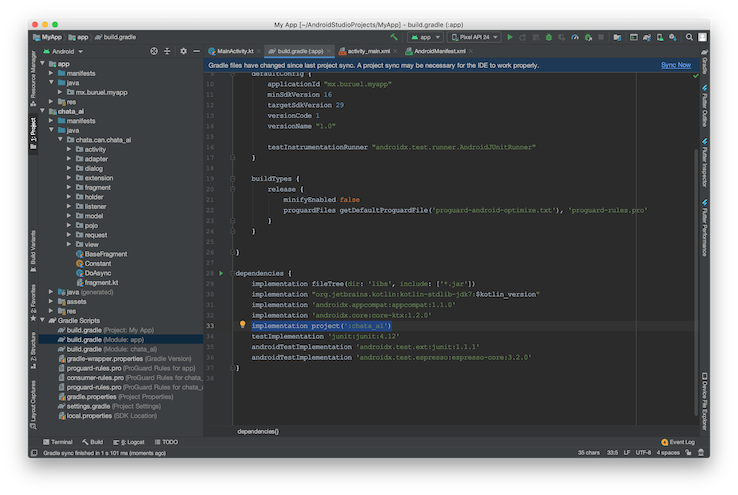 My App [~/AndroidStudioProjects/MyApp] - build.gradle (:app)
MyApp
app
build.gradle
app
Pixel API 24
Android
MainActivity.kt
build.gradle (:app)
activity_main.xml
AndroidManifest.xml
Gradle files have changed since last project sync. A project sync may be necessary for the IDE to work properly.
Sync Now
app
manifests
java
mx.buruel.myapp
res
chata_ai
manifests
java
chata.can.chata_ai
activity
adapter
dialog
extension
fragment
holder
listener
model
pojo
request
view
BaseFragment
Constant
DoAsync
fragment.kt
java (generated)
assets
res
Gradle Scripts
build.gradle (Project: My App)
build.gradle (Module: app)
build.gradle (Module: chata_ai)
gradle-wrapper.properties (Gradle Version)
proguard-rules.pro (ProGuard Rules for app)
consumer-rules.pro (ProGuard Rules for chata_
proguard-rules.pro (ProGuard Rules for chata_a
gradle.properties (Project Properties)
settings.gradle (Project Settings)
local.properties (SDK Location)
Resource Manager
1: Project
Build Variants
2: Favorites
7: Structure
Layout Captures
9 defaultConfig {
10 applicationId "mx.buruel.myapp"
11 minSdkVersion 16
12 targetSdkVersion 29
13 versionCode 1
14 versionName "1.0"
15
16 testInstrumentationRunner "androidx.test.runner.AndroidJUnitRunner"
17 }
18
19 buildTypes {
20 release {
21 minifyEnabled false
22 proguardFiles getDefaultProguardFile('proguard-android-optimize.txt'), 'proguard-rules.pro'
23 }
24 }
25
26 }
27
28 dependencies {
29 implementation fileTree(dir: 'libs', include: ['*.jar'])
30 implementation "org.jetbrains.kotlin:kotlin-stdlib-jdk7:$kotlin_version"
31 implementation 'androidx.appcompat:appcompat:1.1.0'
32 implementation 'androidx.core:core-ktx:1.2.0'
33 implementation project(':chata_ai')
34 testImplementation 'junit:junit:4.12'
35 androidTestImplementation 'androidx.test.ext:junit:1.1.1'
36 androidTestImplementation 'androidx.test.espresso:espresso-core:3.2.0'
37 }
38
dependencies{}
Gradle
Flutter Outline
Flutter Inspector
Flutter Performance
Device File Explorer
Terminal
Build
6: Logcat
TODO
Event Log
Gradle sync finished in 1 s 101 ms (moments ago)
35 chars
33:5
LF
UTF-8
4 spaces